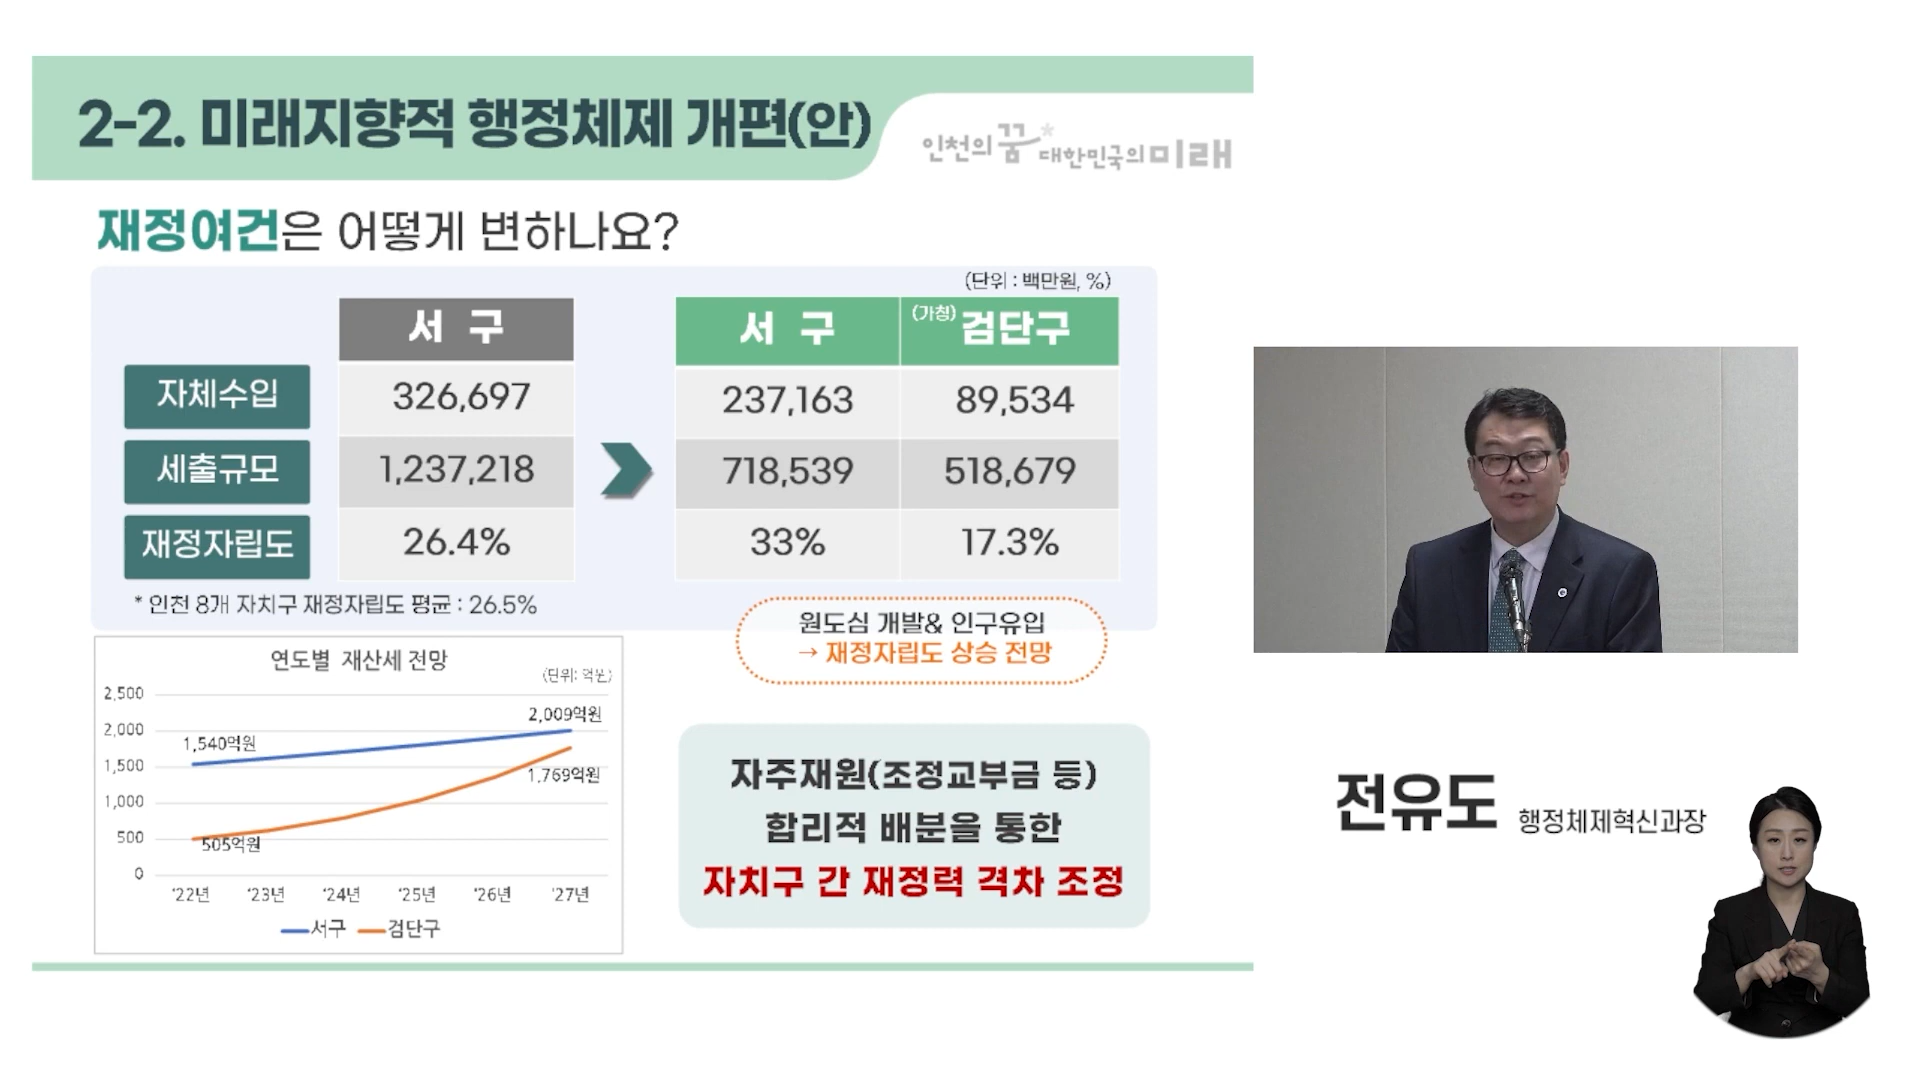 2-2. 미래지향적 행정체제 개편(안)
인천의 꿈 대한민국의 미래
재정여건은 어떻게 변하나요?
(단위 : 백만원, %)
서 구
서 구
(가칭) 검단구
자체수입
326,697
237,163
89,534
세출규모
1,237,218
718,539
518,679
재정자립도
26.4%
33%
17.3%
* 인천 8개 자치구 재정자립도 평균 : 26.5%
원도심 개발& 인구유입
→ 재정자립도 상승 전망
연도별 재산세 전망
(단위: 억원)
2,500
2,000
1,500
1,000
500
0
1,540억원
2,009억원
1,769억원
505억원
'22년 '23년 '24년 '25년 '26년 '27년
서구 검단구
자주재원(조정교부금 등)
합리적 배분을 통한
자치구 간 재정력 격차 조정
전유도 행정체제혁신과장